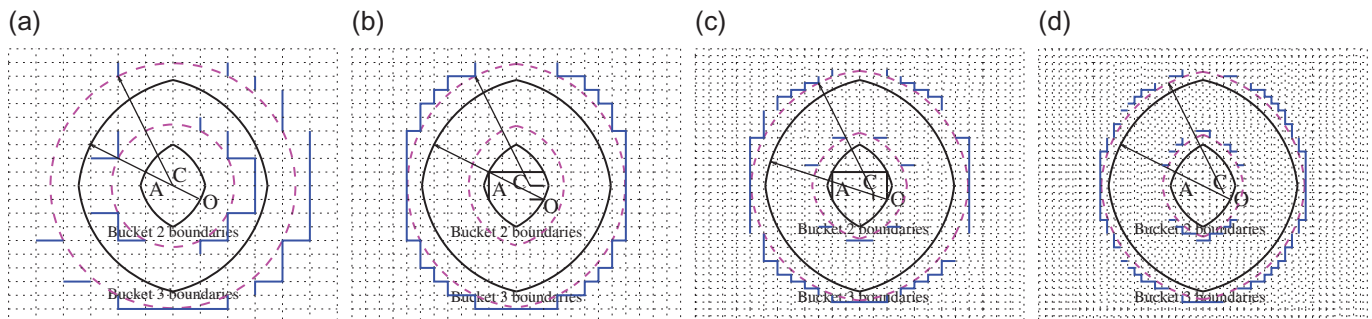 (a) (b) (c) (d)
C C C C
A A A A
O O O O
Bucket 2 boundaries Bucket 2 boundaries Bucket 2 boundaries Bucket 2 boundaries
Bucket 3 boundaries Bucket 3 boundaries Bucket 3 boundaries Bucket 3 boundaries